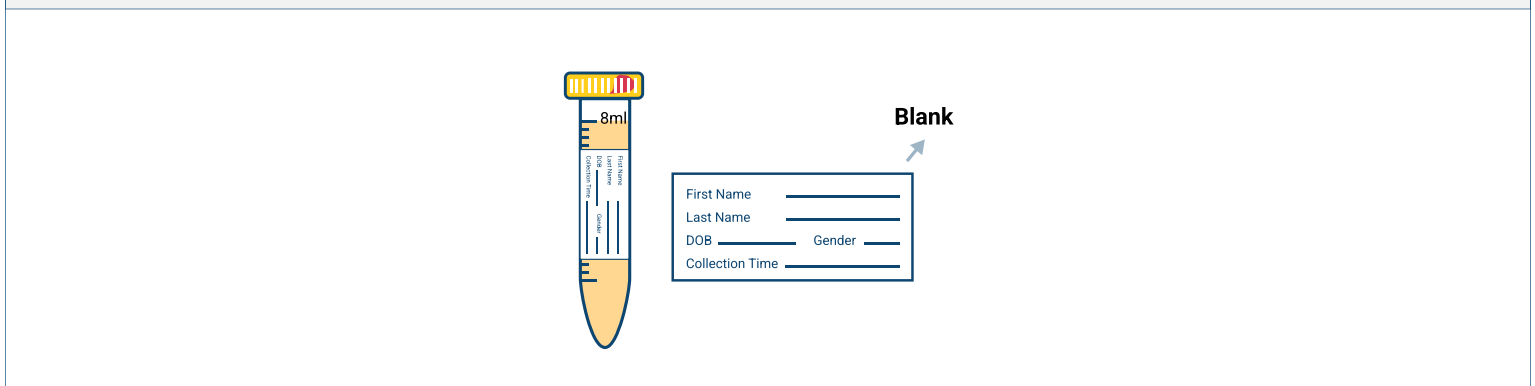 8ml
First Name
Last Name
DOB Gender
Collection Time
Blank
First Name
Last Name
DOB Gender
Collection Time